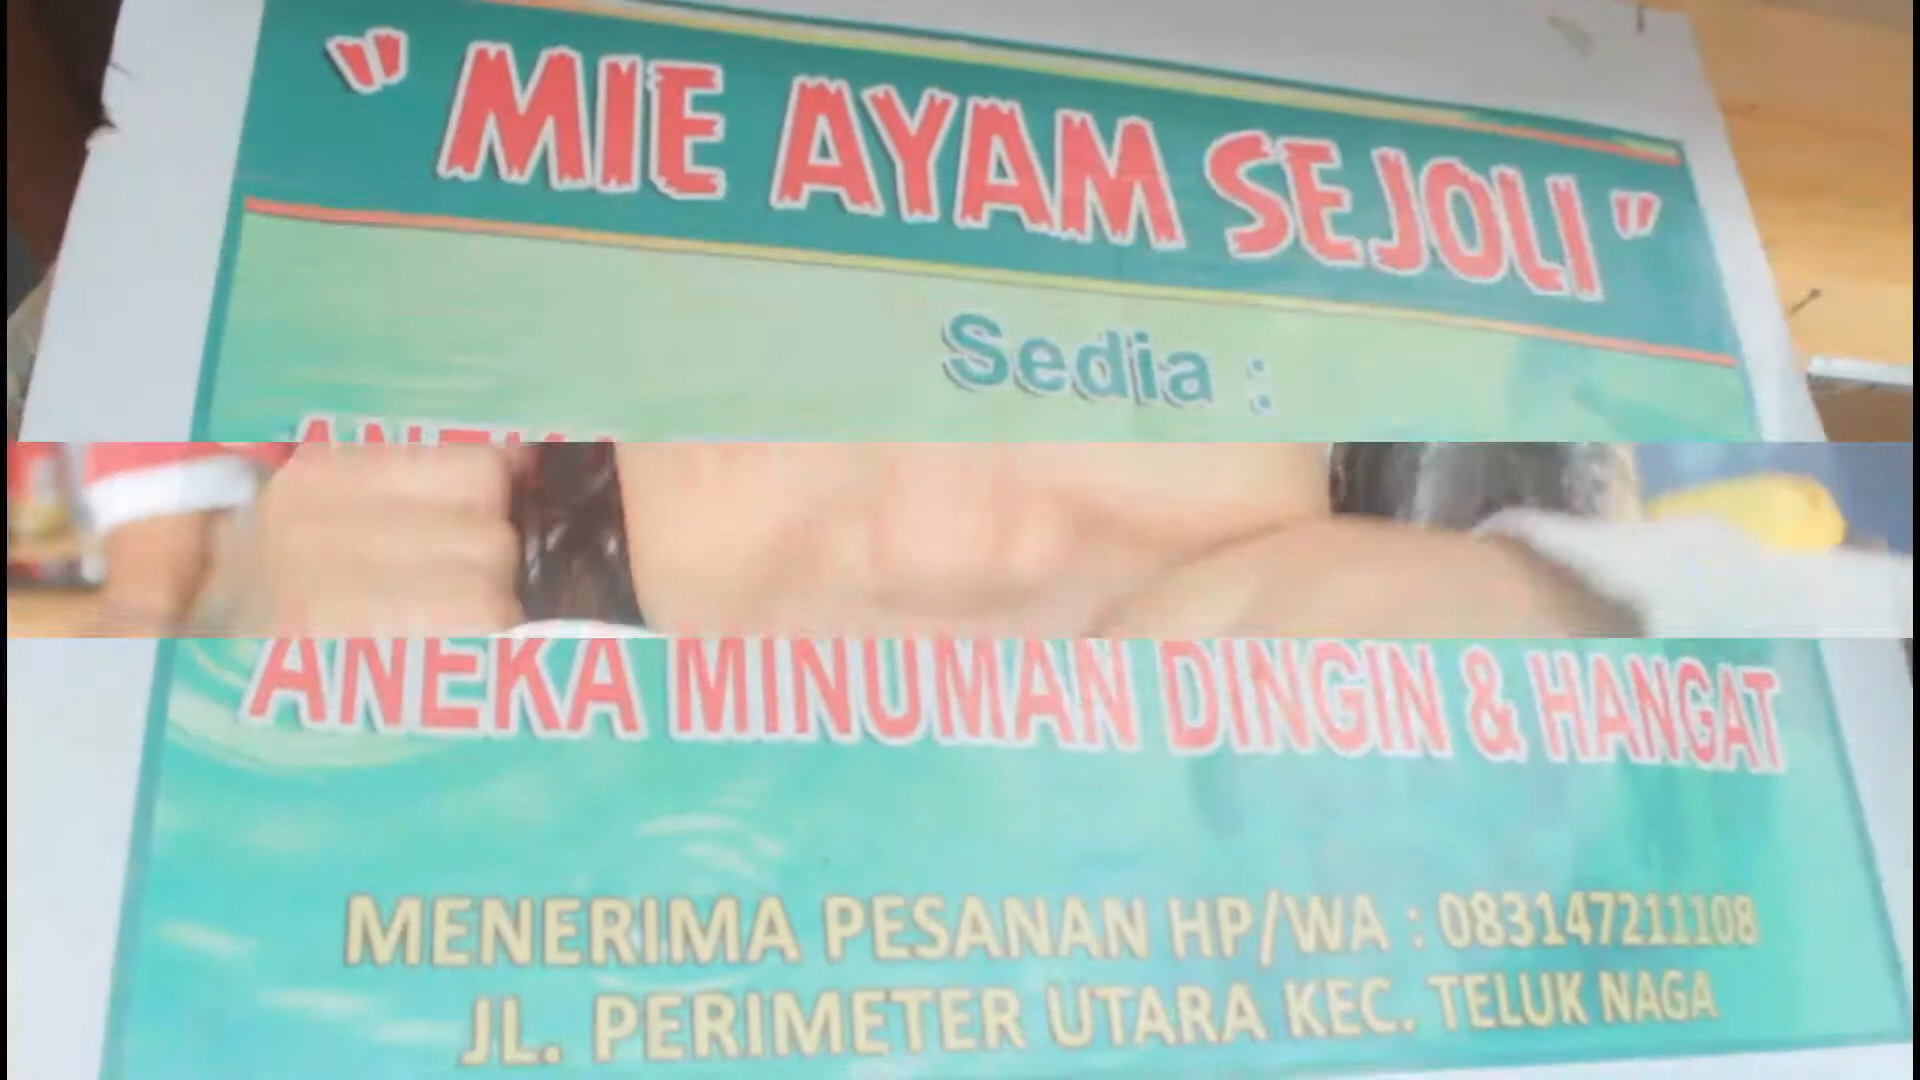 " MIE AYAM SEJOLI "
Sedia :
ANEKA
ANEKA MINUMAN DINGIN & HANGAT
MENERIMA PESANAN HP/WA : 083147211108
JL. PERIMETER UTARA KEC. TELUK NAGA